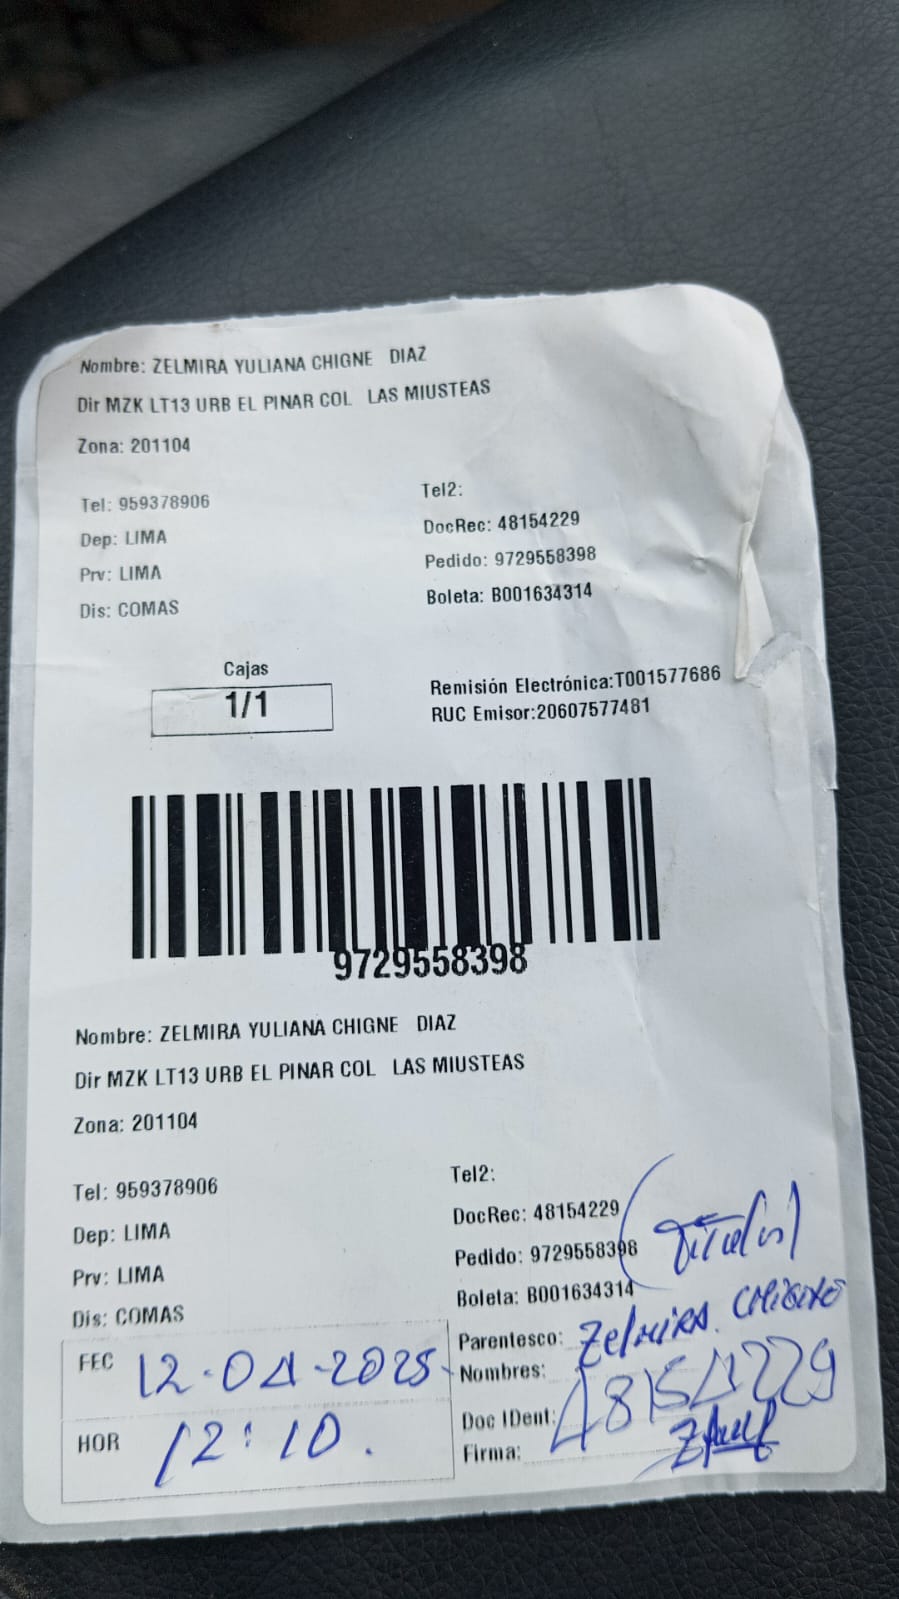 Nombre: ZELMIRA YULIANA CHIGNE DIAZ
Dir MZK LT13 URB EL PINAR COL LAS MIUSTEAS
Zona: 201104
Tel: 959378906
Tel2:
Dep: LIMA
DocRec: 48154229
Prv: LIMA
Pedido: 9729558398
Dis: COMAS
Boleta: B001634314
Cajas
1/1
Remisión Electrónica:T001577686
RUC Emisor:20607577481
9729558398
Nombre: ZELMIRA YULIANA CHIGNE DIAZ
Dir MZK LT13 URB EL PINAR COL LAS MIUSTEAS
Zona: 201104
Tel: 959378906
Tel2:
Dep: LIMA
DocRec: 48154229
Prv: LIMA
Pedido: 9729558398
Dis: COMAS
Boleta: B001634314
FEC 12-04-2025
HOR 12:10.
Parentesco:
Nombres: Zelmira
Doc IDent: 48154229
Firma: